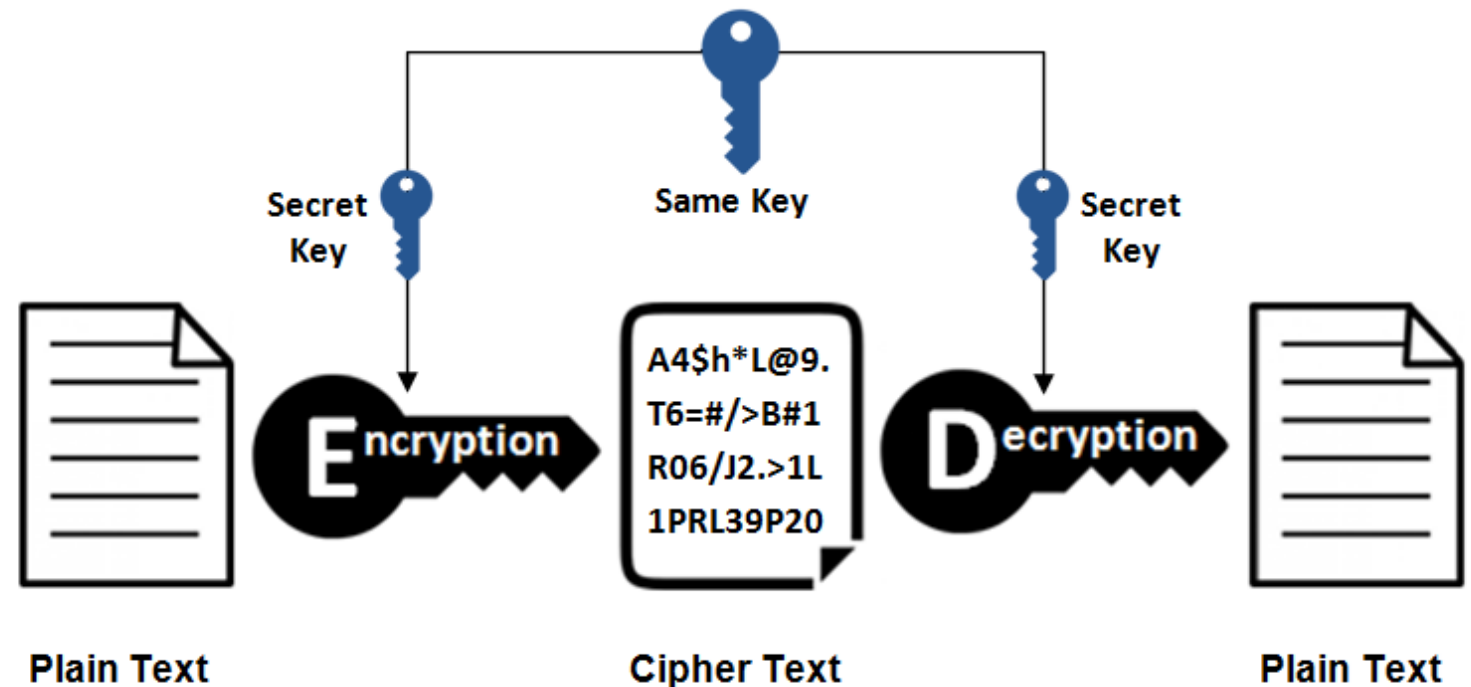 Same Key
Secret
Key
Secret
Key
Encryption
A4$h*L@9.
T6=#/>B#1
R06/J2.>1L
1PRL39P20
Decryption
Plain Text
Cipher Text
Plain Text